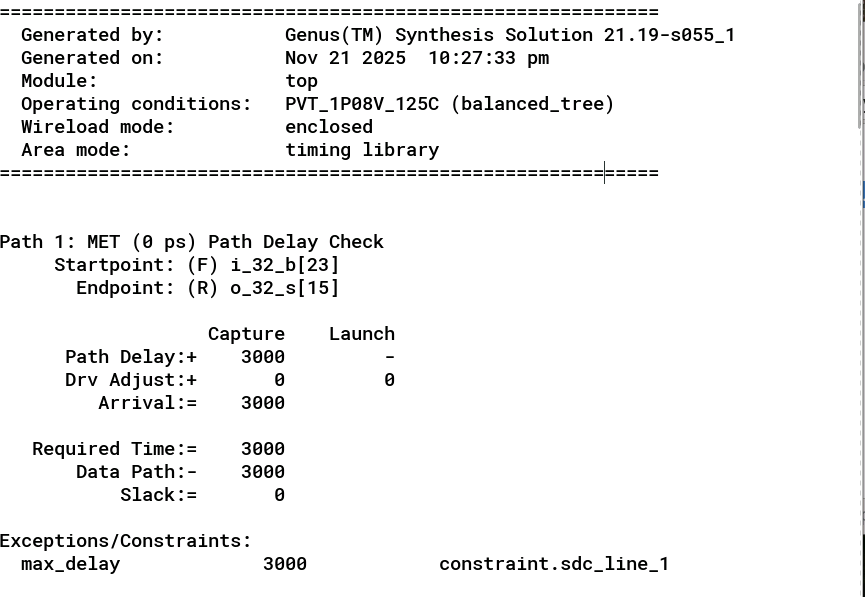 ============================================================
Generated by: Genus(TM) Synthesis Solution 21.19-s055_1
Generated on: Nov 21 2025 10:27:33 pm
Module: top
Operating conditions: PVT_1P08V_125C (balanced_tree)
Wireload mode: enclosed
Area mode: timing library
============================================================
Path 1: MET (0 ps) Path Delay Check
Startpoint: (F) i_32_b[23]
Endpoint: (R) o_32_s[15]
Capture Launch
Path Delay:+ 3000 -
Drv Adjust:+ 0 0
Arrival:= 3000
Required Time:= 3000
Data Path:- 3000
Slack:= 0
Exceptions/Constraints:
max_delay 3000 constraint.sdc_line_1